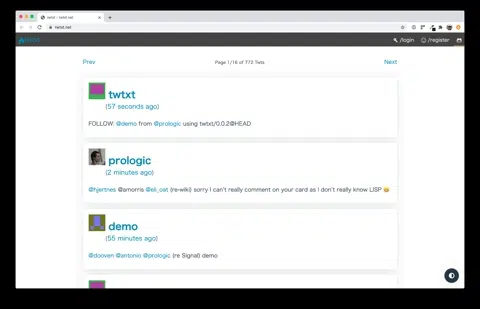 twtxt - twtxt.net
twtxt.net
/login
/register
Prev
Page 1/16 of 772 Twts
Next
twtxt
(57 seconds ago)
FOLLOW: @demo from @prologic using twtxt/0.0.2@HEAD
prologic
(2 minutes ago)
@hjertnes @amorris @eli_oat (re-wiki) sorry I can't really comment on your card as I don't really know LISP 😀
demo
(55 minutes ago)
@dooven @antonio @prologic (re Signal) demo